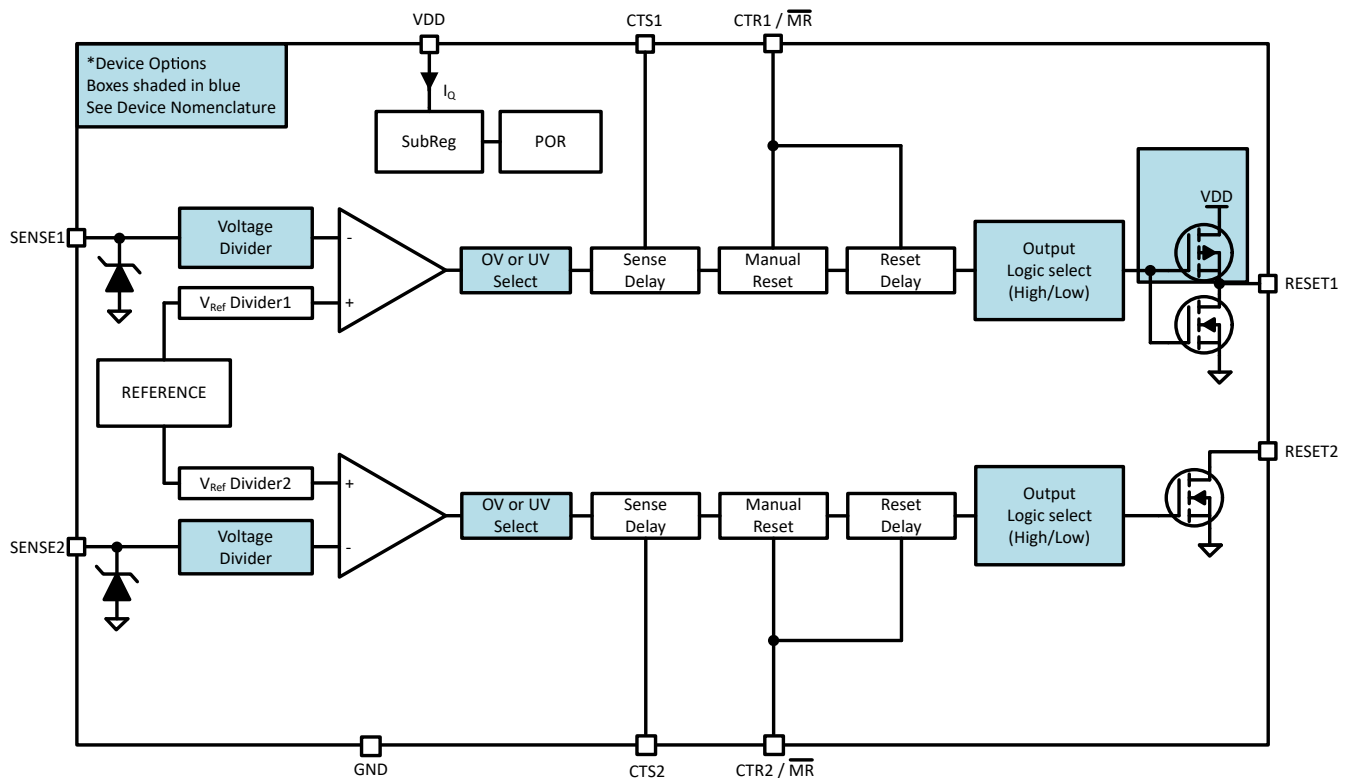 VDD
CTS1
CTR1 / MR
*Device Options
Boxes shaded in blue
See Device Nomenclature
IQ
SubReg
POR
VDD
SENSE1
Voltage
Divider
-
+
OV or UV
Select
Sense
Delay
Manual
Reset
Reset
Delay
Output
Logic select
(High/Low)
RESET1
VRef Divider1
REFERENCE
RESET2
VRef Divider2
+
-
OV or UV
Select
Sense
Delay
Manual
Reset
Reset
Delay
Output
Logic select
(High/Low)
SENSE2
Voltage
Divider
GND
CTS2
CTR2 / MR